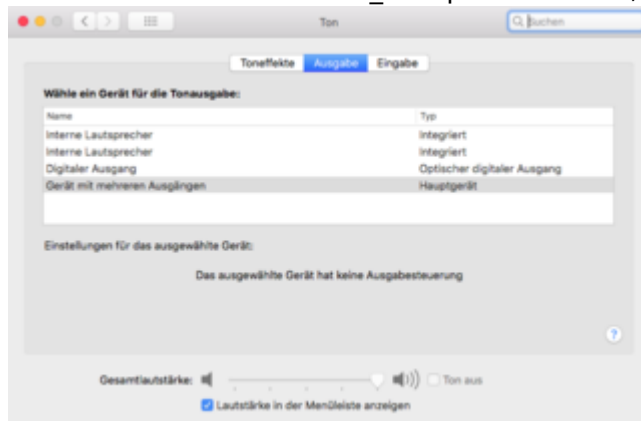 Ton
Suchen
Toneffekte Ausgabe Eingabe
Wähle ein Gerät für die Tonausgabe:
Name Typ
Interne Lautsprecher Integriert
Interne Lautsprecher Integriert
Digitaler Ausgang Optischer digitaler Ausgang
Gerät mit mehreren Ausgängen Hauptgerät
Einstellungen für das ausgewählte Gerät:
Das ausgewählte Gerät hat keine Ausgabesteuerung
?
Gesamtlautstärke: Ton aus
Lautstärke in der Menüleiste anzeigen